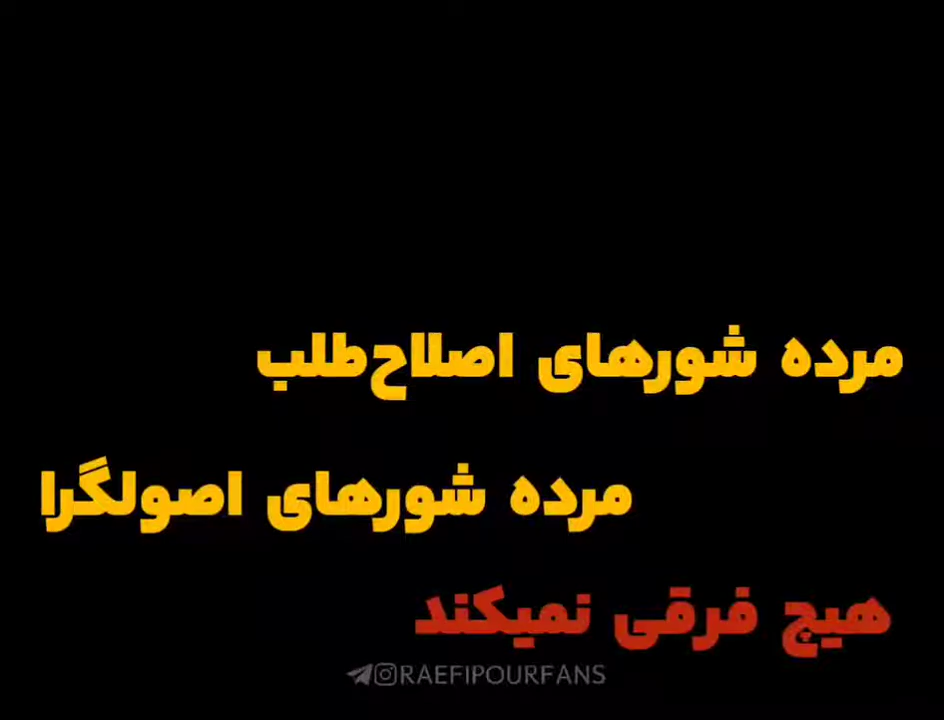 مرده شورهای اصلاح‌طلب
مرده شورهای اصولگرا
هیچ فرقی نمیکند
RAEFIPOURFANS